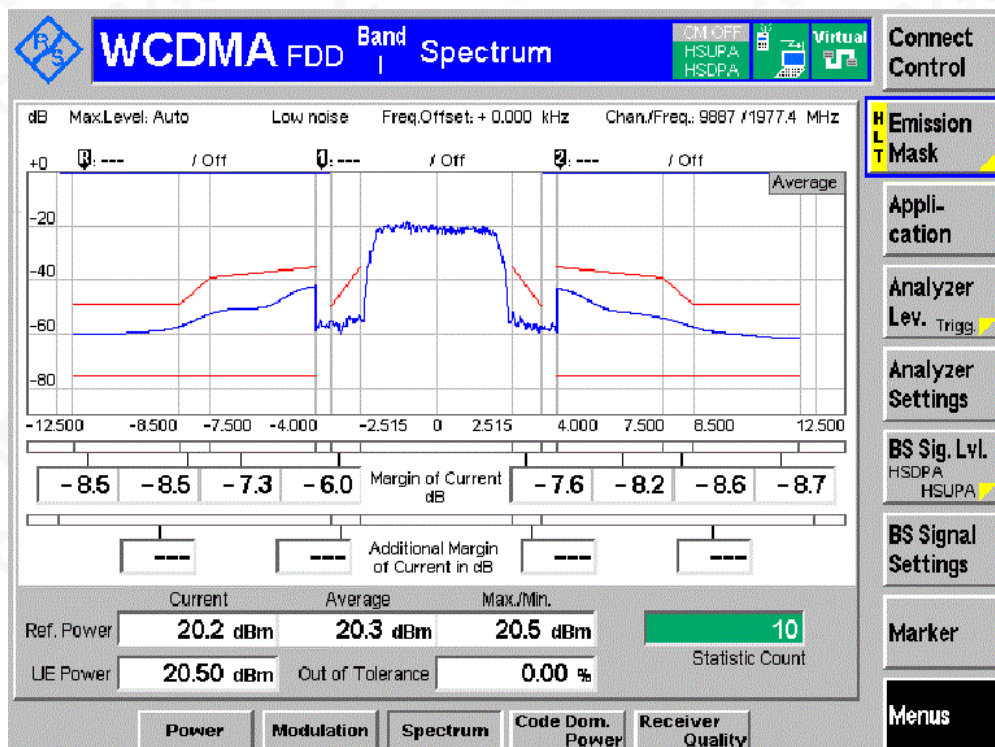 R/S
WCDMA FDD Band I Spectrum
CM OFF
HSUPA
HSDPA
Virtual
Connect Control
dB Max.Level: Auto Low noise Freq.Offset: + 0.000 kHz Chan./Freq.: 9887 /1977.4 MHz
HLT Emission Mask
+0 R: --- / Off 1: --- / Off 2: --- / Off
Average
-20
-40
-60
-80
-12.500 -8.500 -7.500 -4.000 -2.515 0 2.515 4.000 7.500 8.500 12.500
Appli-
cation
Analyzer
Lev. Trigg.
Analyzer
Settings
-8.5 -8.5 -7.3 -6.0 Margin of Current dB -7.6 -8.2 -8.6 -8.7
BS Sig. Lvl.
HSDPA
HSUPA
--- --- Additional Margin of Current in dB --- ---
BS Signal
Settings
Current Average Max./Min.
Ref. Power 20.2 dBm 20.3 dBm 20.5 dBm 10
Statistic Count
UE Power 20.50 dBm Out of Tolerance 0.00 %
Marker
Menus
Power Modulation Spectrum Code Dom. Power Receiver Quality